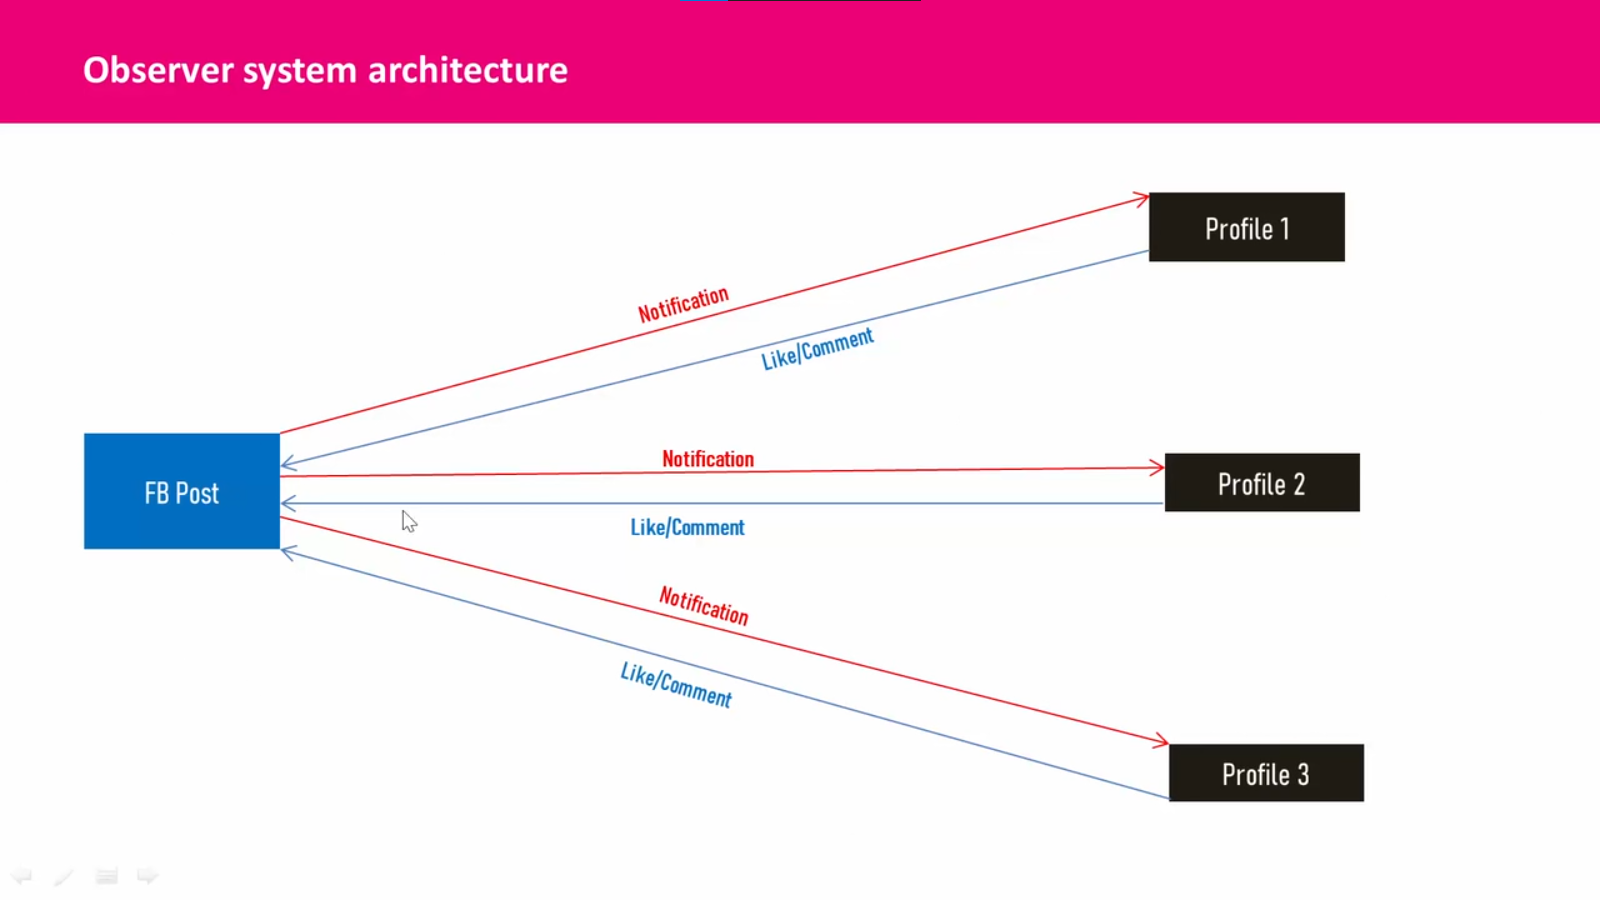 Observer system architecture
Profile 1
Notification
Like/Comment
Notification
FB Post
Profile 2
Like/Comment
Notification
Like/Comment
Profile 3